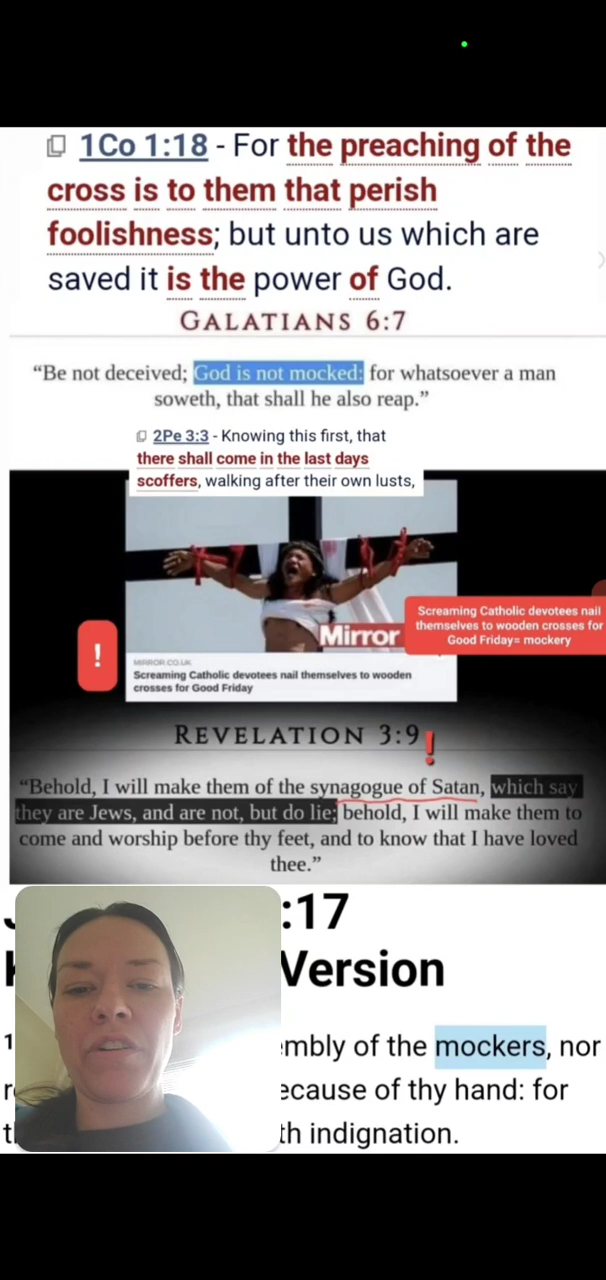 1Co 1:18 - For the preaching of the
cross is to them that perish
foolishness; but unto us which are
saved it is the power of God.
GALATIANS 6:7
“Be not deceived; God is not mocked: for whatsoever a man
soweth, that shall he also reap.”
2Pe 3:3 - Knowing this first, that
there shall come in the last days
scoffers, walking after their own lusts,
Mirror
Screaming Catholic devotees nail
themselves to wooden crosses for
Good Friday= mockery
!
MIRROR.CO.UK
Screaming Catholic devotees nail themselves to wooden
crosses for Good Friday
REVELATION 3:9
“Behold, I will make them of the synagogue of Satan, which say
they are Jews, and are not, but do lie; behold, I will make them to
come and worship before thy feet, and to know that I have loved
thee.”
:17
Version
of the mockers, nor
of thy hand: for
indignation.